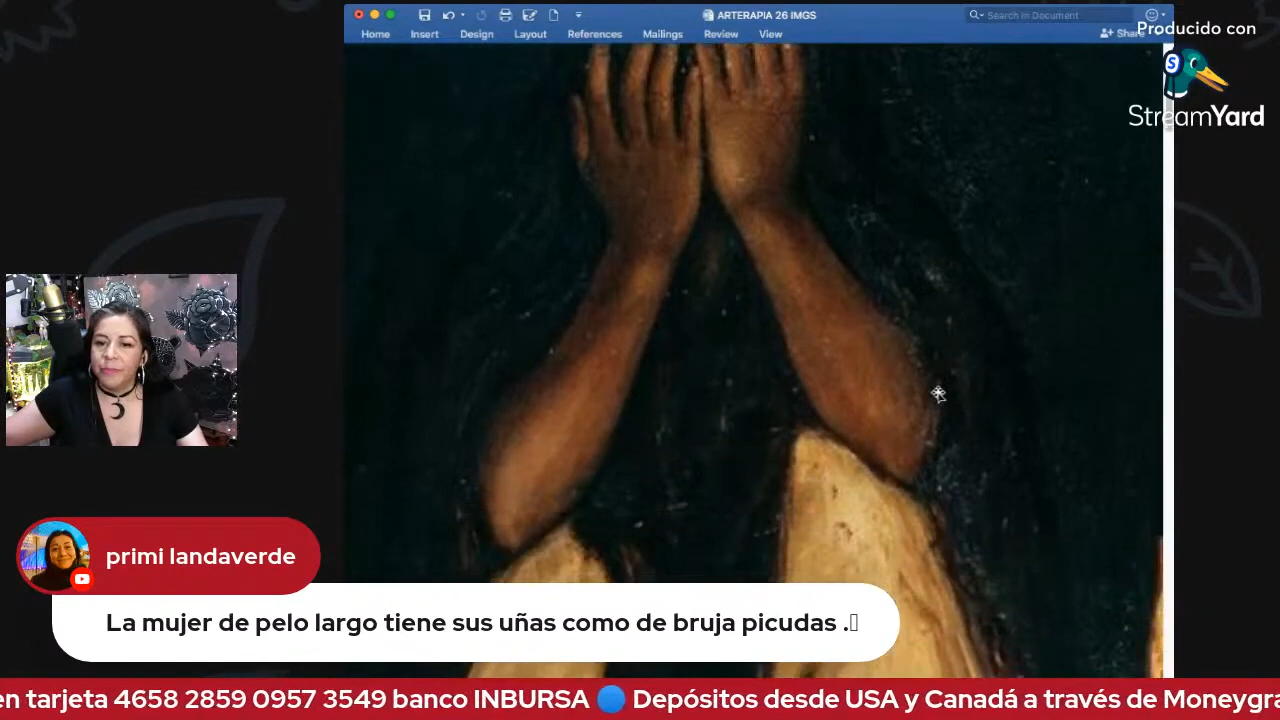 ARTERAPIA 26 IMGS
Search in Document
Home Insert Design Layout References Mailings Review View
Share
Producido con
StreamYard
primi landaverde
La mujer de pelo largo tiene sus uñas como de bruja picudas .
en tarjeta 4658 2859 0957 3549 banco INBURSA 🔵 Depósitos desde USA y Canadá a través de Moneygra